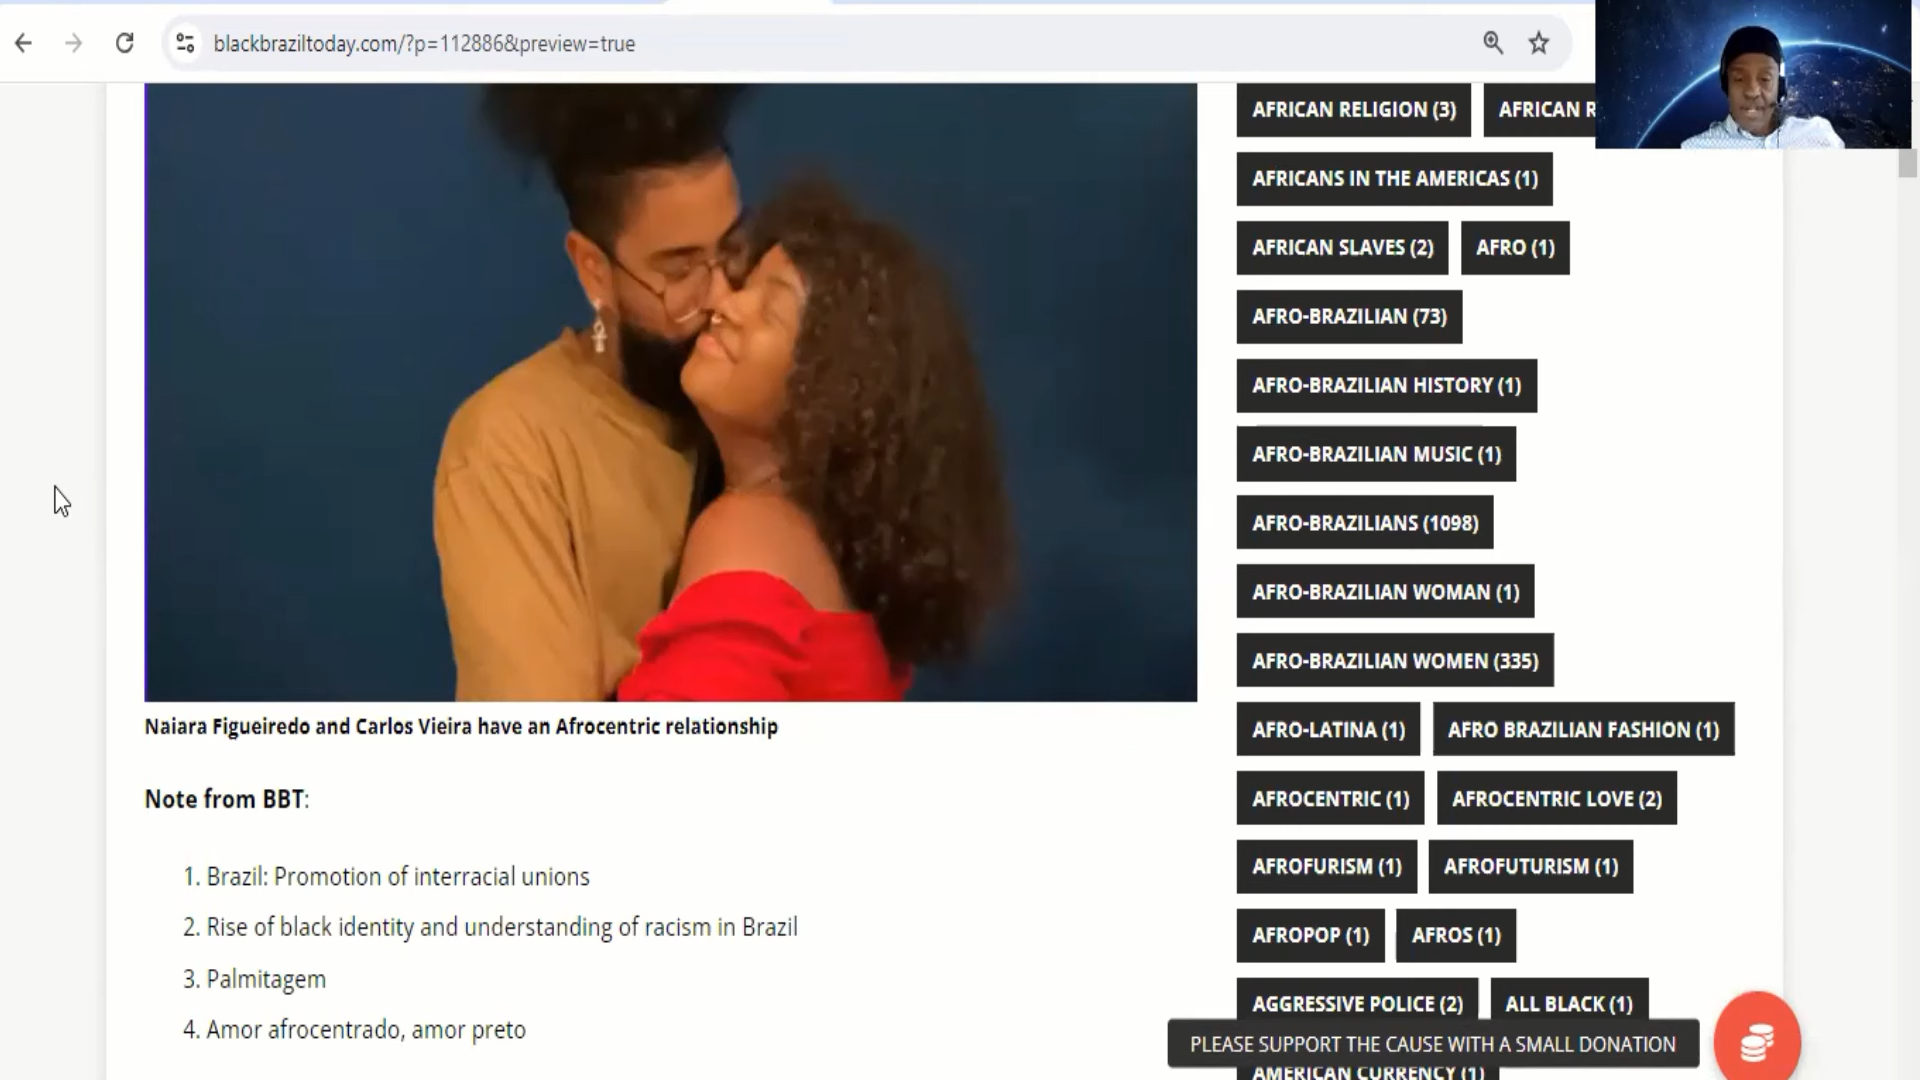 blackbraziltoday.com/?p=112886&preview=true
AFRICAN RELIGION (3) AFRICAN R
AFRICANS IN THE AMERICAS (1)
AFRICAN SLAVES (2) AFRO (1)
AFRO-BRAZILIAN (73)
AFRO-BRAZILIAN HISTORY (1)
AFRO-BRAZILIAN MUSIC (1)
AFRO-BRAZILIANS (1098)
AFRO-BRAZILIAN WOMAN (1)
AFRO-BRAZILIAN WOMEN (335)
AFRO-LATINA (1) AFRO BRAZILIAN FASHION (1)
AFROCENTRIC (1) AFROCENTRIC LOVE (2)
AFROFURISM (1) AFROFUTURISM (1)
AFROPOP (1) AFROS (1)
AGGRESSIVE POLICE (2) ALL BLACK (1)
AMERICAN CURRENCY (1)
Naiara Figueiredo and Carlos Vieira have an Afrocentric relationship
Note from BBT:
1. Brazil: Promotion of interracial unions
2. Rise of black identity and understanding of racism in Brazil
3. Palmitagem
4. Amor afrocentrado, amor preto
PLEASE SUPPORT THE CAUSE WITH A SMALL DONATION